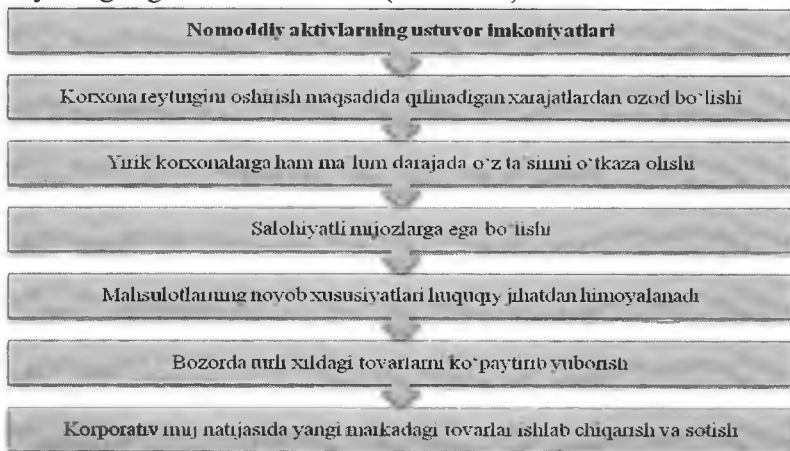 Nomoddiy aktivlarning ustuvor imkoniyatlari
Korxona reytingini oshirish maqsadida qilinadigan xarajatlardan ozod bo`lishi
Yirik korxonalarga ham ma`lum darajada o`z ta`sirini o`tkaza olishi
Salohiyatli mijozlarga ega bo`lishi
Mahsulotlarning noyob xususiyatlari huquqiy jihatdan himoyalanadi
Bozorda turli xildagi tovarlarni ko`paytirib yuborish
Korporativ imij natijasida yangi markadagi tovarlar ishlab chiqarish va sotish